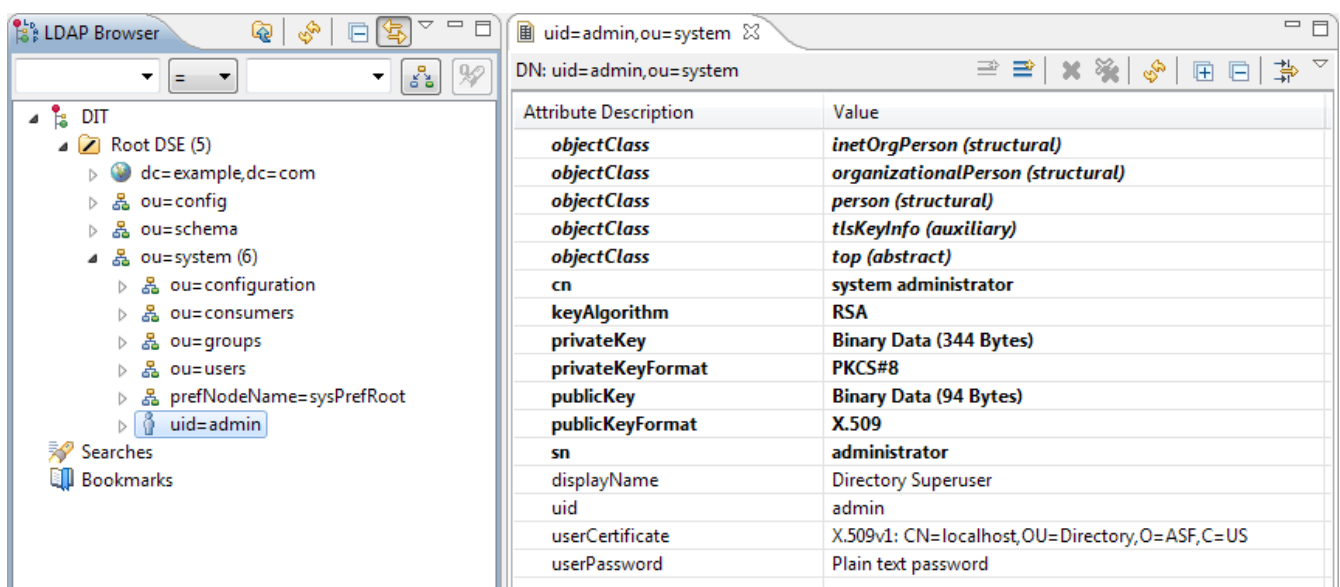 LDAP Browser
=
DIT
Root DSE (5)
dc=example,dc=com
ou=config
ou=schema
ou=system (6)
ou=configuration
ou=consumers
ou=groups
ou=users
prefNodeName=sysPrefRoot
uid=admin
Searches
Bookmarks
uid=admin,ou=system
DN: uid=admin,ou=system
Attribute Description Value
objectClass inetOrgPerson (structural)
objectClass organizationalPerson (structural)
objectClass person (structural)
objectClass tlsKeyInfo (auxiliary)
objectClass top (abstract)
cn system administrator
keyAlgorithm RSA
privateKey Binary Data (344 Bytes)
privateKeyFormat PKCS#8
publicKey Binary Data (94 Bytes)
publicKeyFormat X.509
sn administrator
displayName Directory Superuser
uid admin
userCertificate X.509v1: CN=localhost,OU=Directory,O=ASF,C=US
userPassword Plain text password